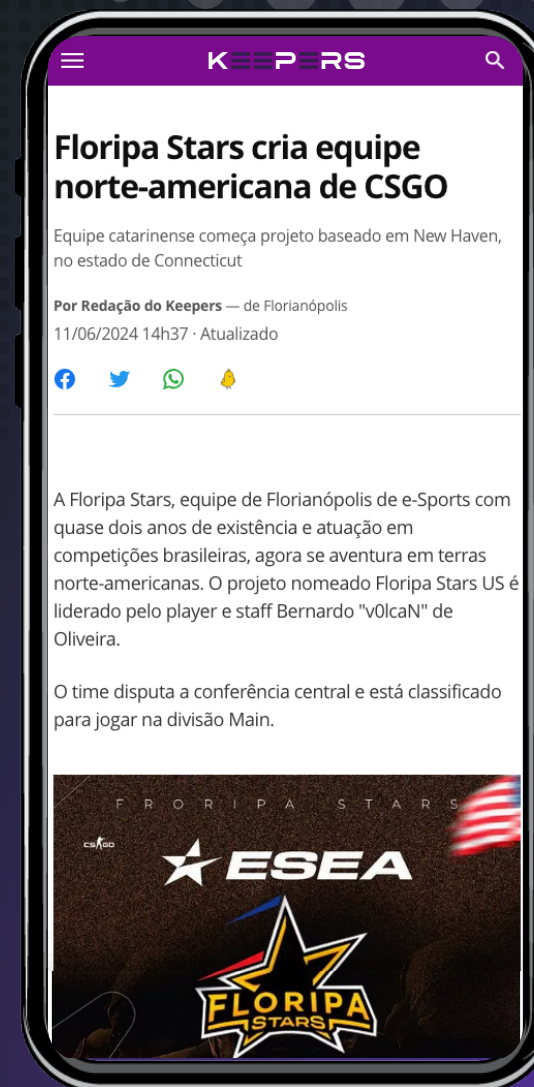 KEEPERS
Floripa Stars cria equipe
norte-americana de CSGO
Equipe catarinense começa projeto baseado em New Haven,
no estado de Connecticut
Por Redação do Keepers — de Florianópolis
11/06/2024 14h37 · Atualizado
A Floripa Stars, equipe de Florianópolis de e-Sports com
quase dois anos de existência e atuação em
competições brasileiras, agora se aventura em terras
norte-americanas. O projeto nomeado Floripa Stars US é
liderado pelo player e staff Bernardo "v0lcaN" de
Oliveira.
O time disputa a conferência central e está classificado
para jogar na divisão Main.
FRORIPA STARS
CS GO
ESEA
FLORIPA
STARS